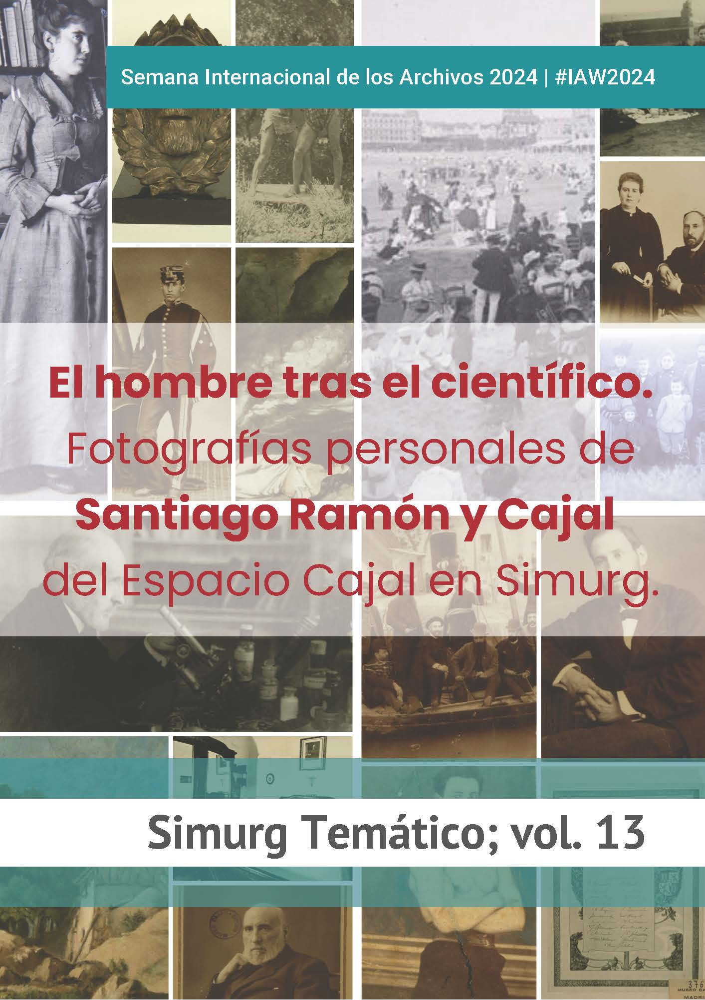 Semana Internacional de los Archivos 2024 | #IAW2024
El hombre tras el científico.
Fotografías personales de
Santiago Ramón y Cajal
del Espacio Cajal en Simurg.
Simurg Temático; vol. 13
376
MUSEO CA
MADRI